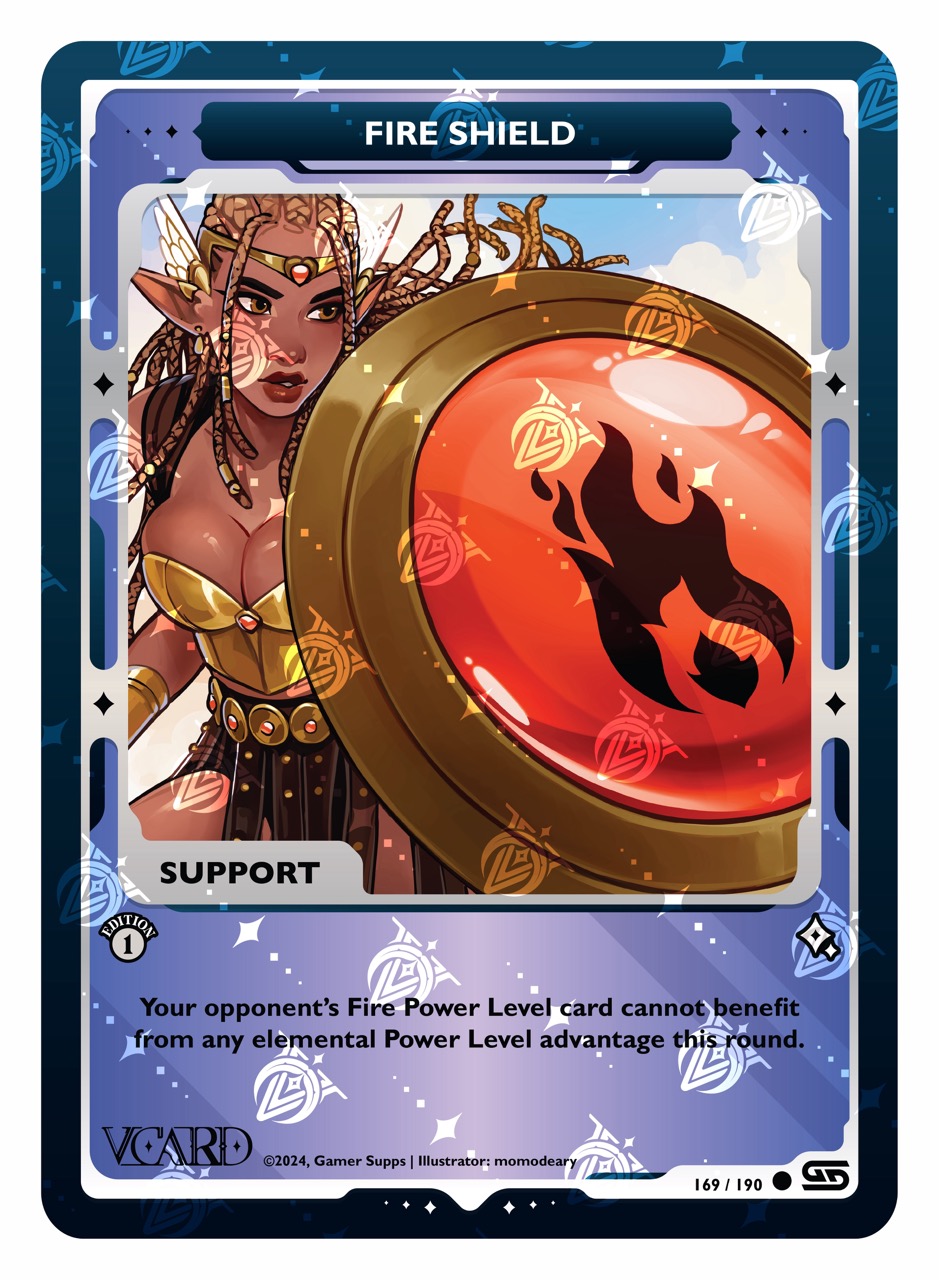 FIRE SHIELD
SUPPORT
EDITION
1
Your opponent's Fire Power Level card cannot benefit
from any elemental Power Level advantage this round.
VCARD
©2024, Gamer Supps | Illustrator: momodeary
169 / 190
GS